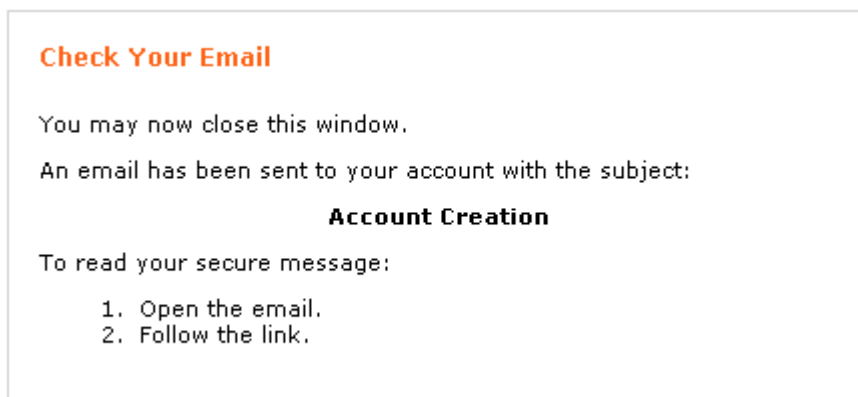 Check Your Email
You may now close this window.
An email has been sent to your account with the subject:
Account Creation
To read your secure message:
1. Open the email.
2. Follow the link.